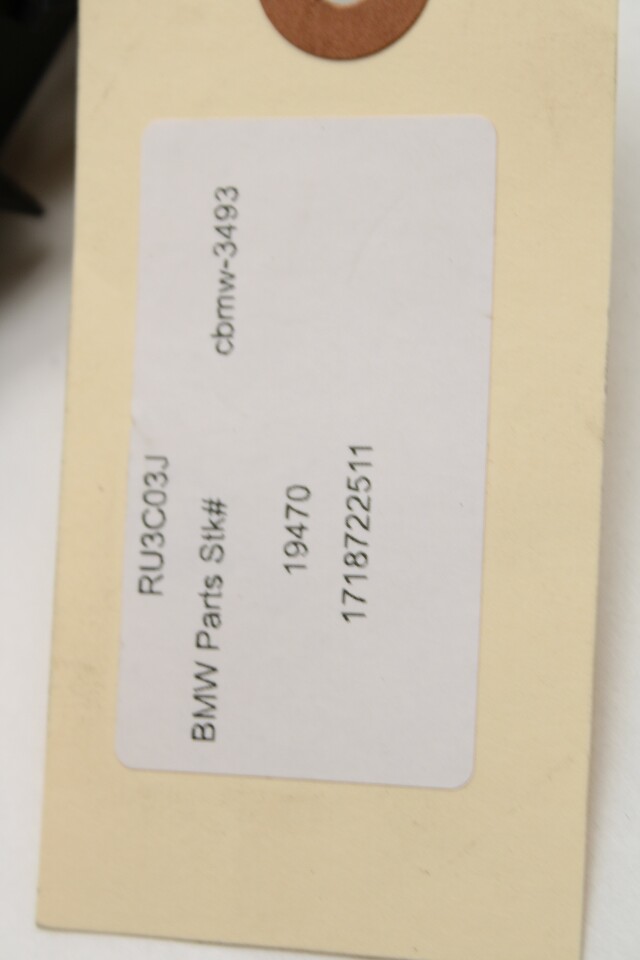 RU3C03J
BMW Parts Stk# cbmw-3493
19470
1718722511